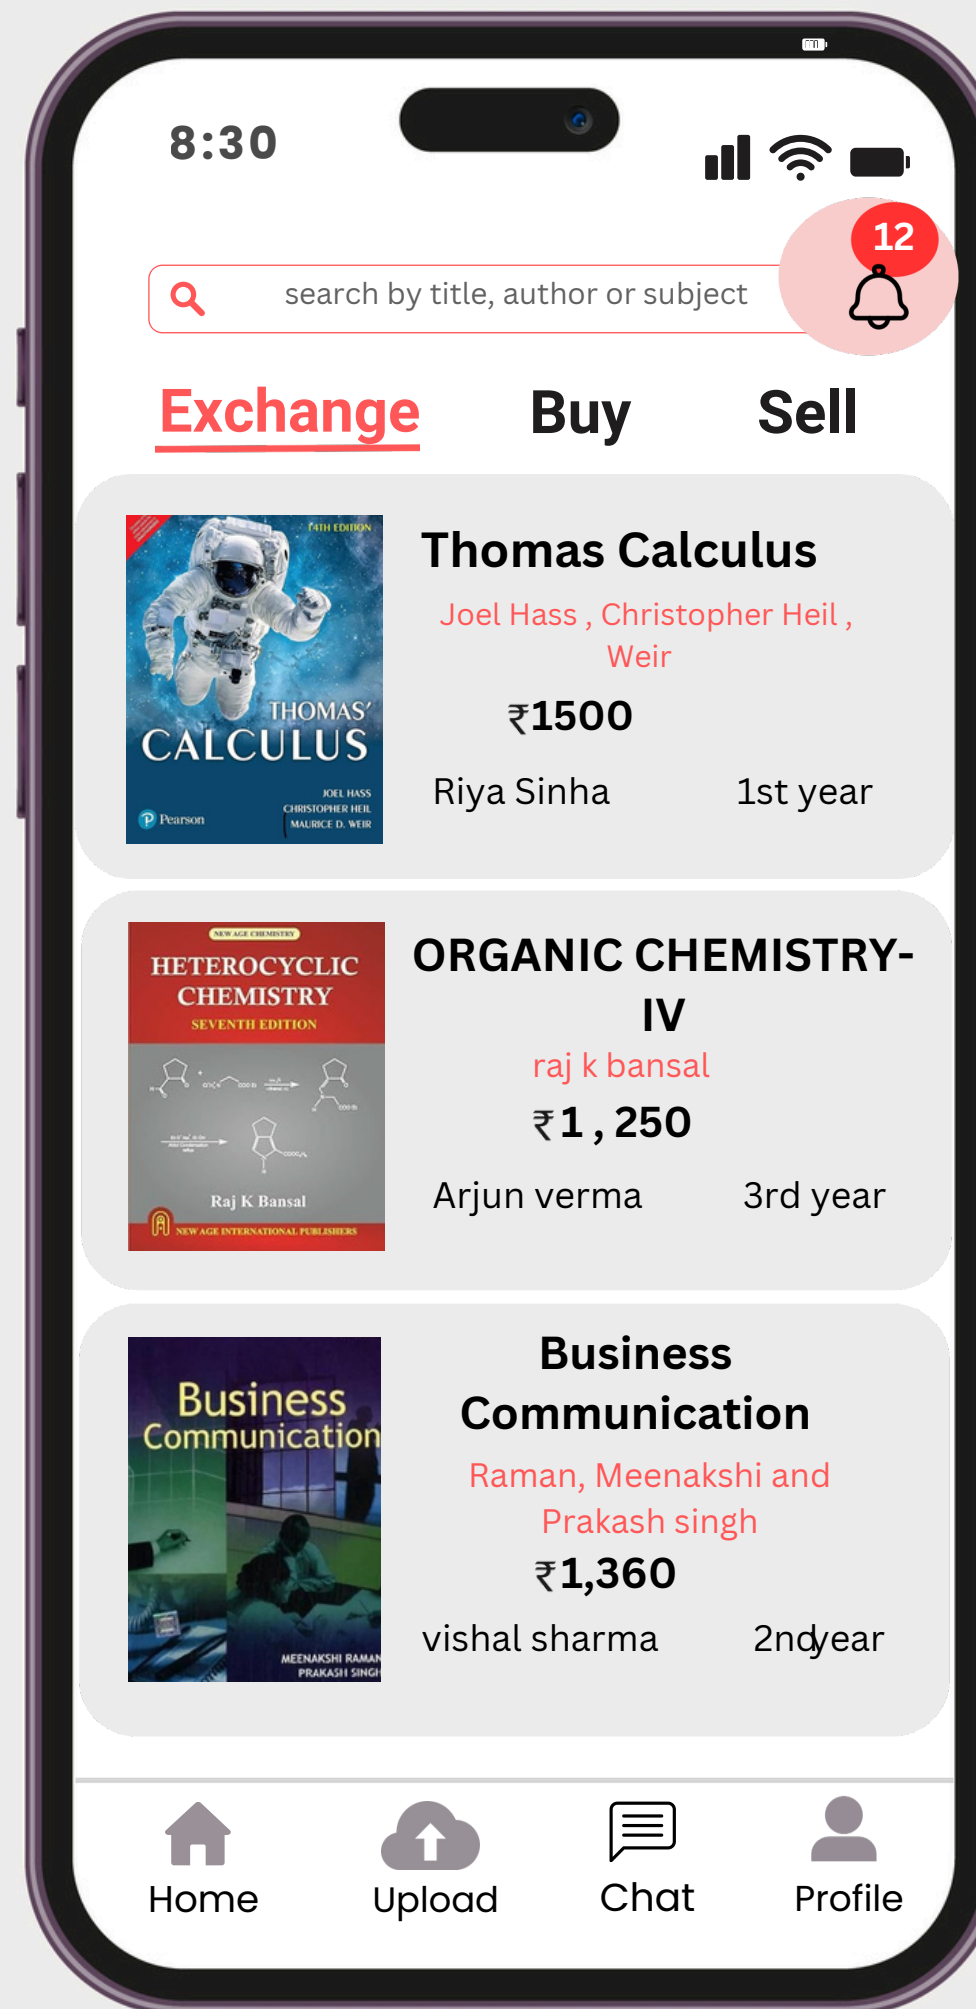 8:30
12
search by title, author or subject
Exchange Buy Sell
14TH EDITION
THOMAS'
CALCULUS
JOEL HASS
CHRISTOPHER HEIL
MAURICE D. WEIR
Pearson
Thomas Calculus
Joel Hass , Christopher Heil ,
Weir
₹1500
Riya Sinha 1st year
NEW AGE CHEMISTRY
HETEROCYCLIC
CHEMISTRY
SEVENTH EDITION
Raj K Bansal
NEW AGE INTERNATIONAL PUBLISHERS
ORGANIC CHEMISTRY-
IV
raj k bansal
₹1 , 250
Arjun verma 3rd year
Business
Communication
MEENAKSHI RAMAN
PRAKASH SINGH
Business
Communication
Raman, Meenakshi and
Prakash singh
₹1,360
vishal sharma 2nd year
Home Upload Chat Profile